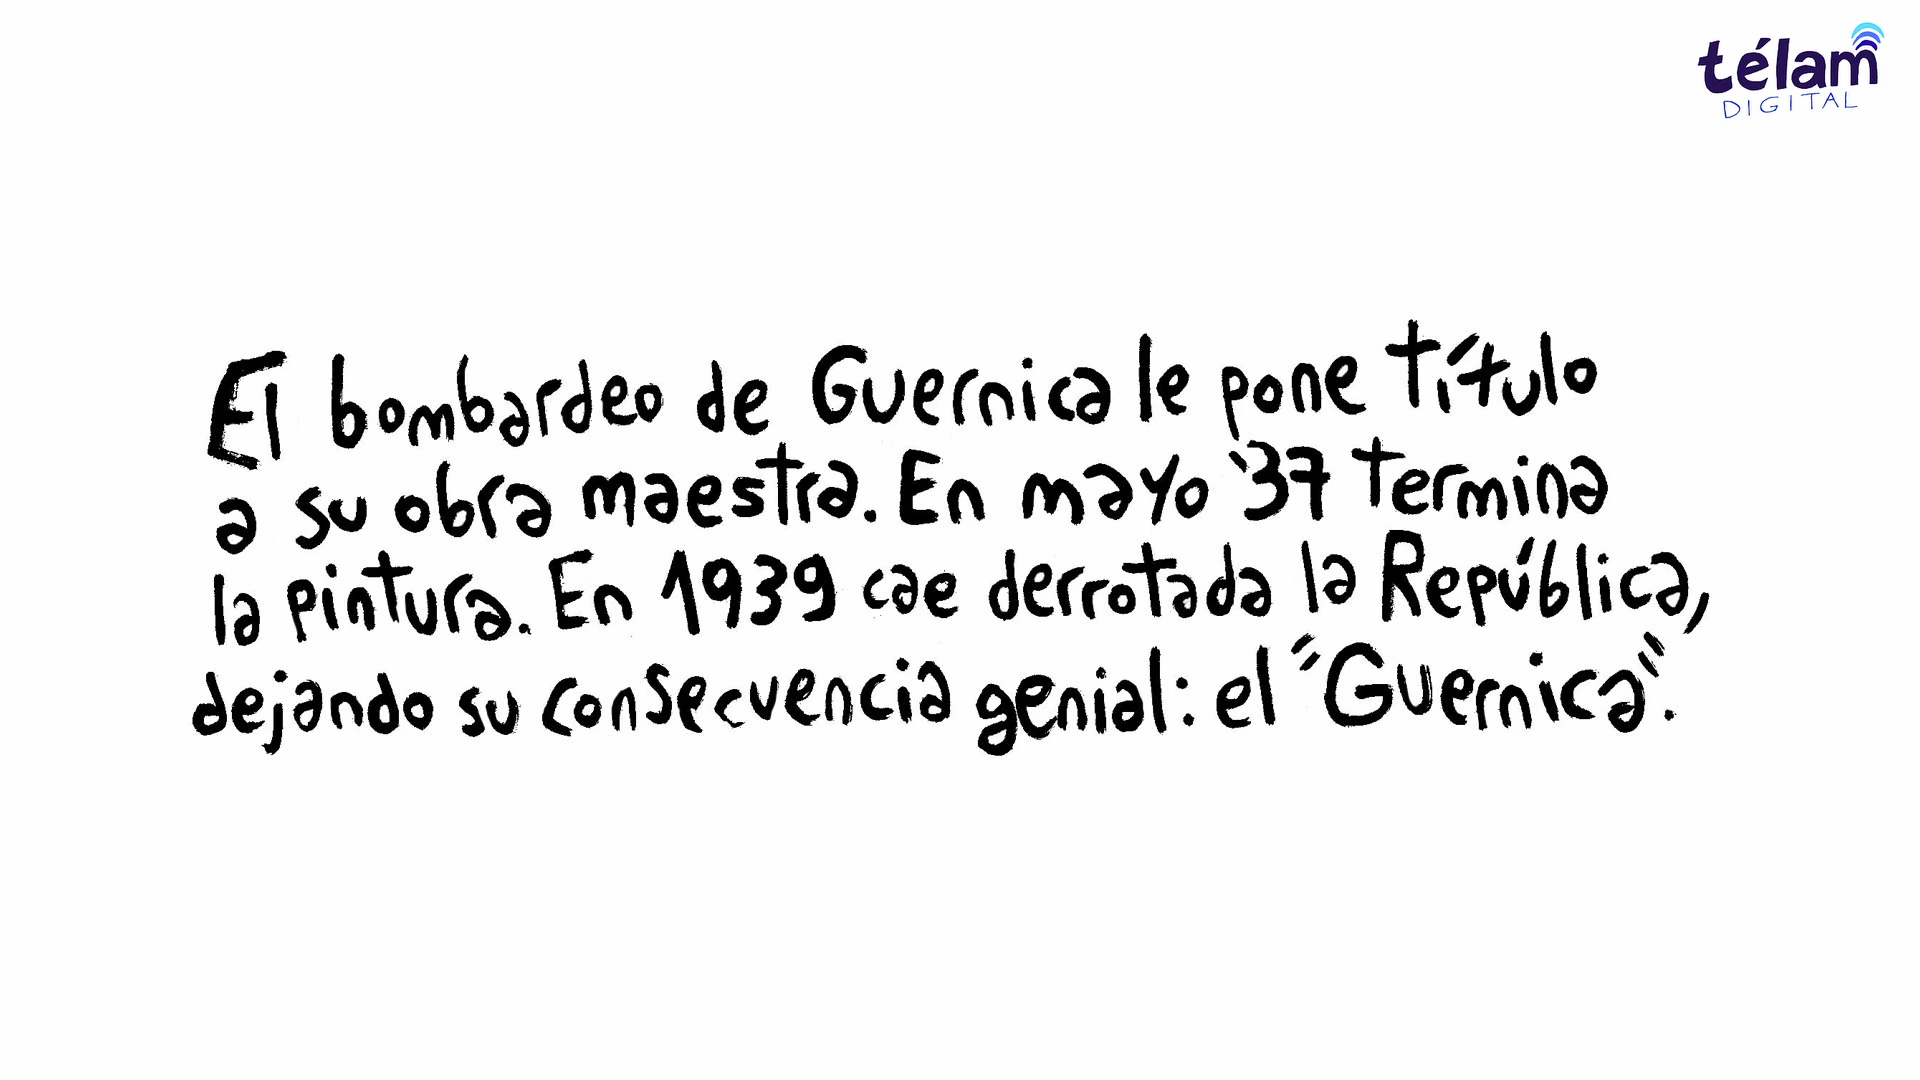 télam
DIGITAL
El bombardeo de Guernica le pone título
a su obra maestra. En mayo '37 termina
la pintura. En 1939 cae derrotada la República,
dejando su consecuencia genial: el "Guernica".